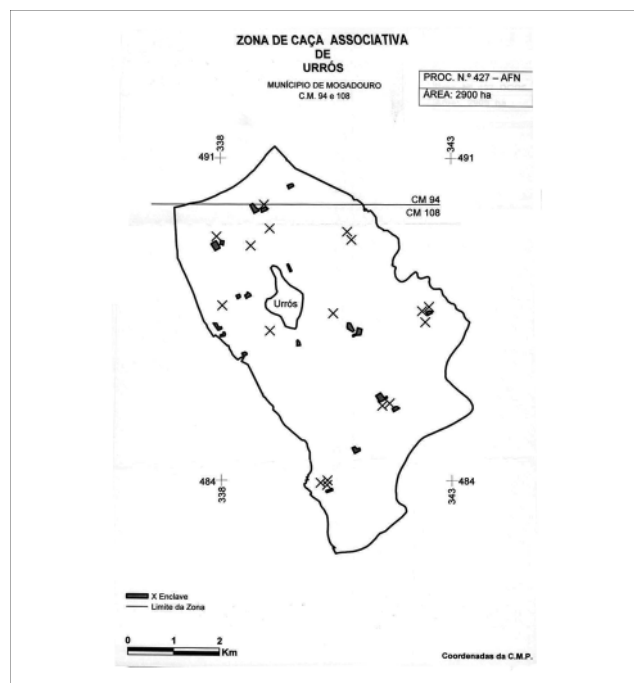 ZONA DE CAÇA ASSOCIATIVA
DE
URRÓS
MUNÍCIPIO DE MOGADOURO
C.M. 94 e 108
PROC. N.º 427 – AFN
ÁREA: 2900 ha
338
343
491
491
CM 94
CM 108
Urrós
484
484
338
343
X Enclave
Limite da Zona
0 1 2
Km
Coordenadas da C.M.P.